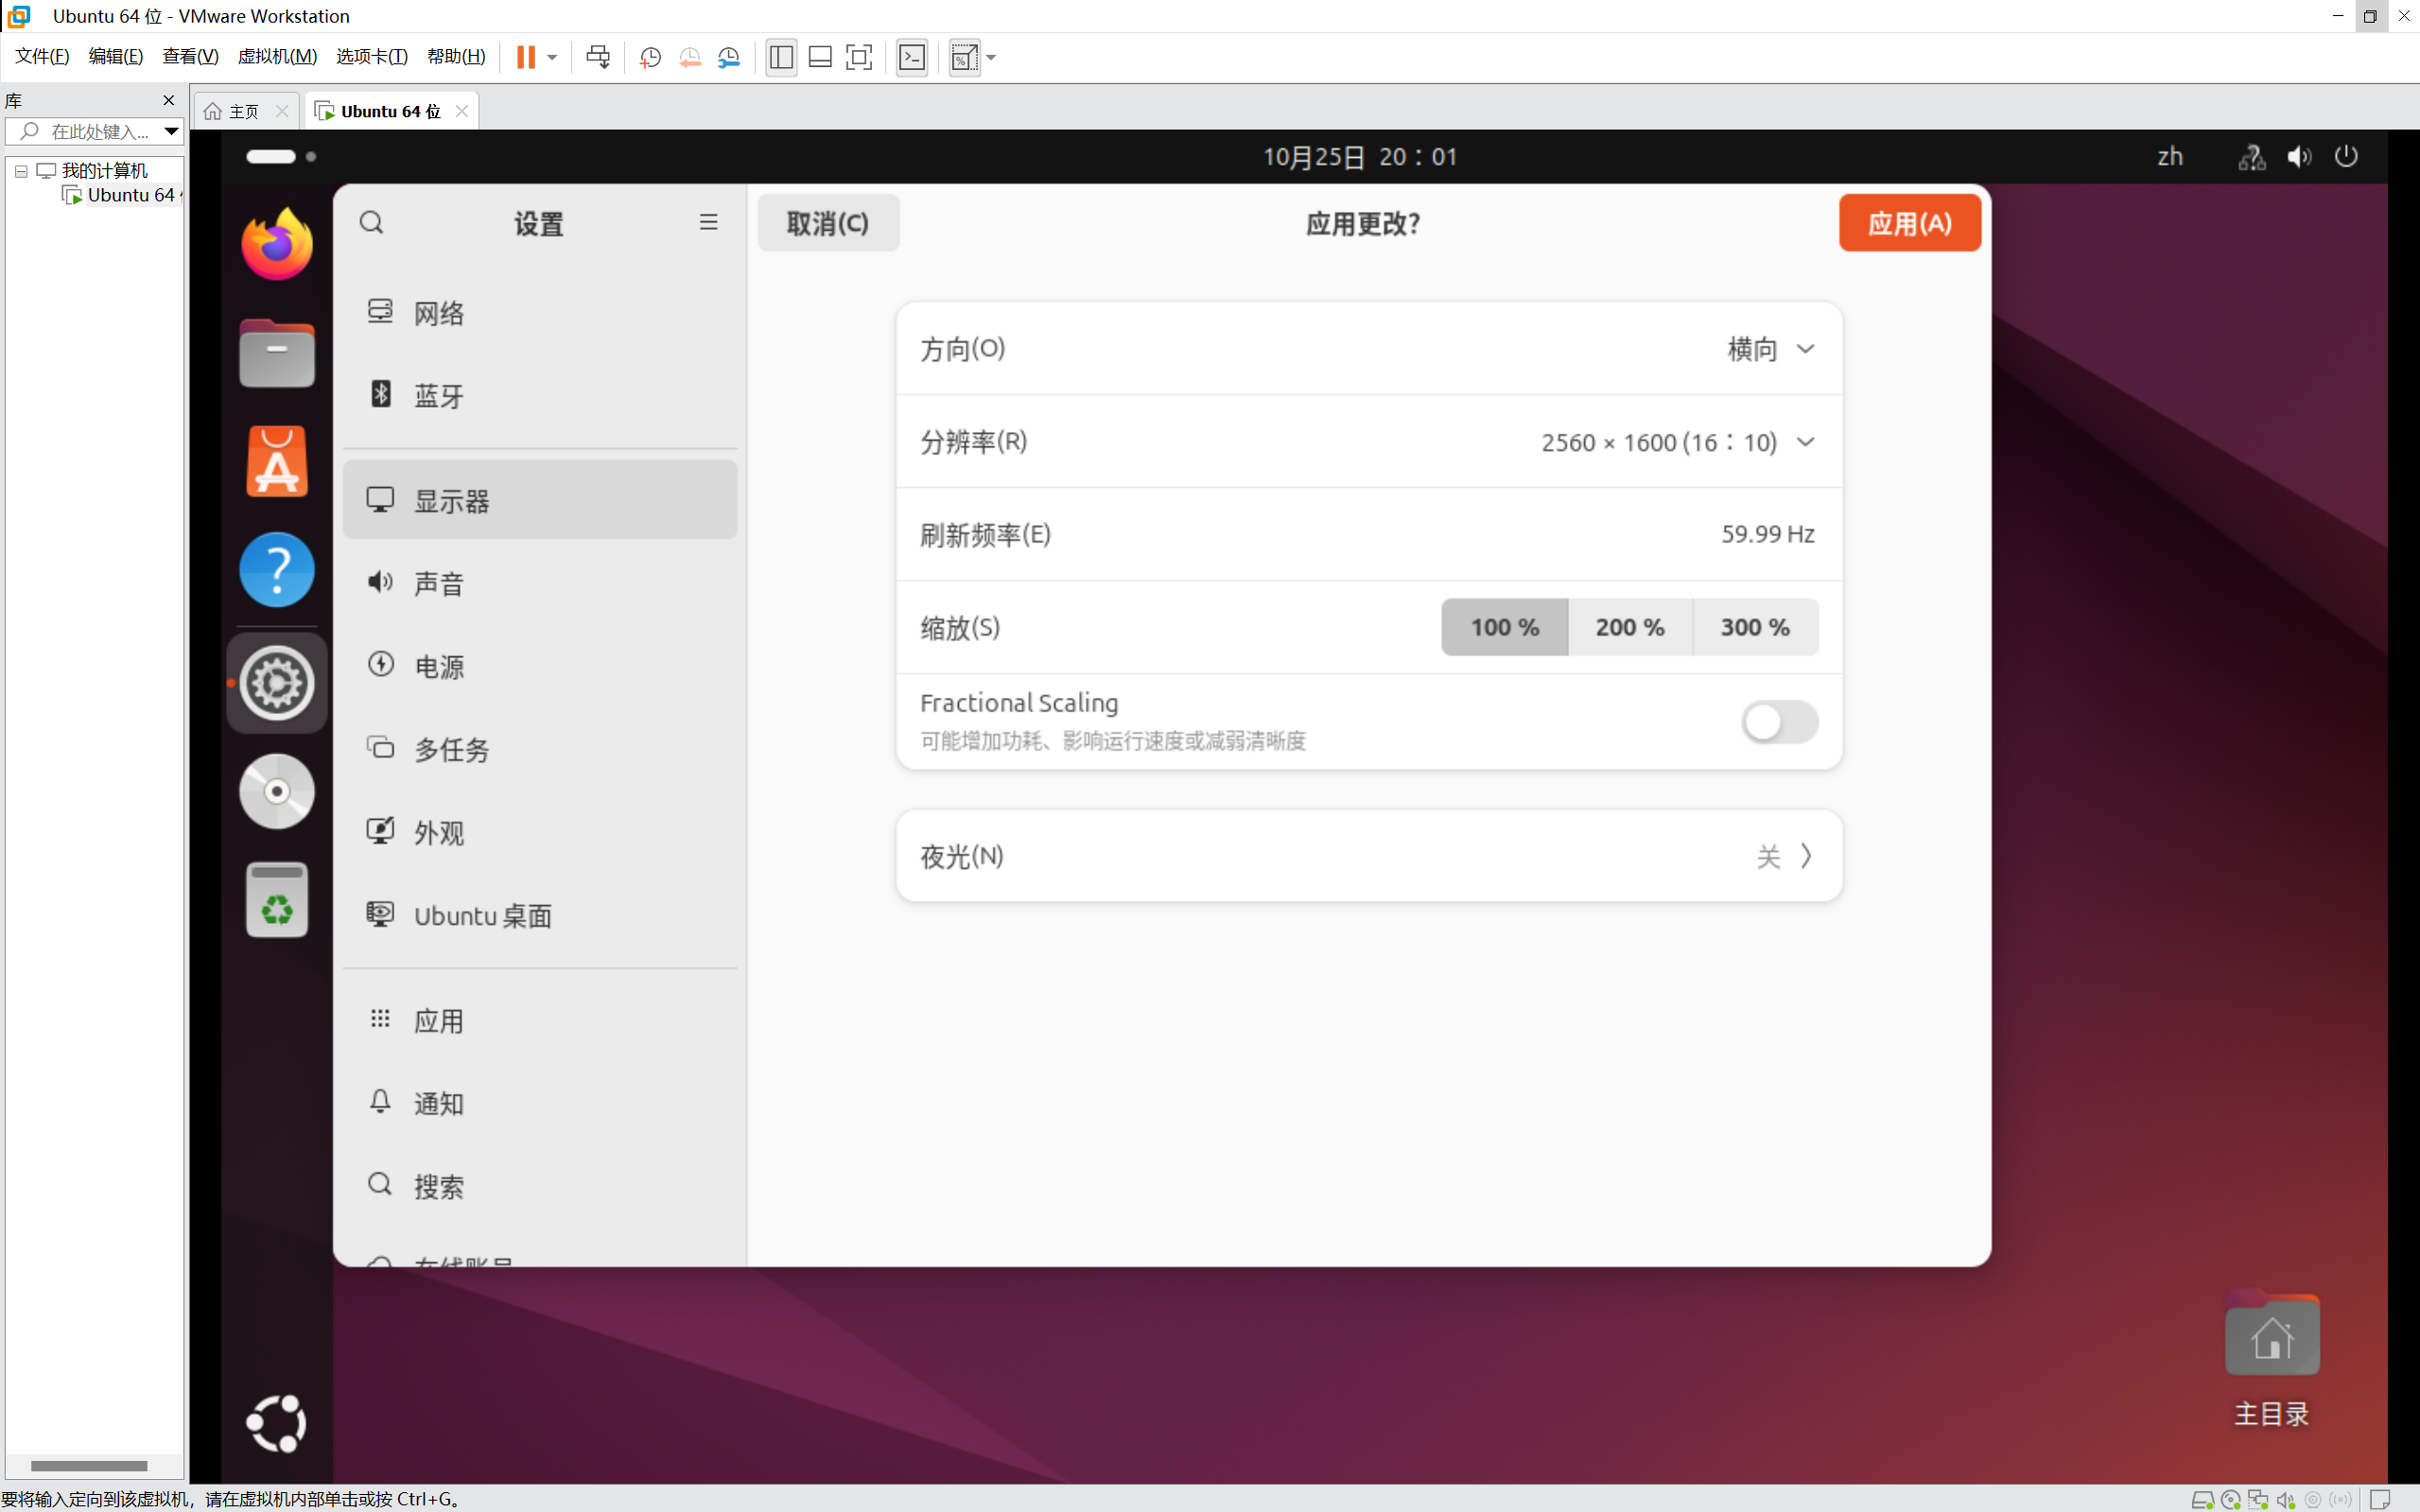 Ubuntu 64 位 - VMware Workstation
文件(F) 编辑(E) 查看(V) 虚拟机(M) 选项卡(T) 帮助(H)
库
在此处键入...
主页
Ubuntu 64 位
我的计算机
Ubuntu 64
10月25日 20：01
zh
设置
取消(C)
应用更改?
应用(A)
网络
蓝牙
显示器
声音
电源
多任务
外观
Ubuntu 桌面
应用
通知
搜索
在线账号
方向(O)
横向
分辨率(R)
2560 × 1600 (16：10)
刷新频率(E)
59.99 Hz
缩放(S)
100 %
200 %
300 %
Fractional Scaling
可能增加功耗、影响运行速度或减弱清晰度
夜光(N)
关
主目录
要将输入定向到该虚拟机，请在虚拟机内部单击或按 Ctrl+G。